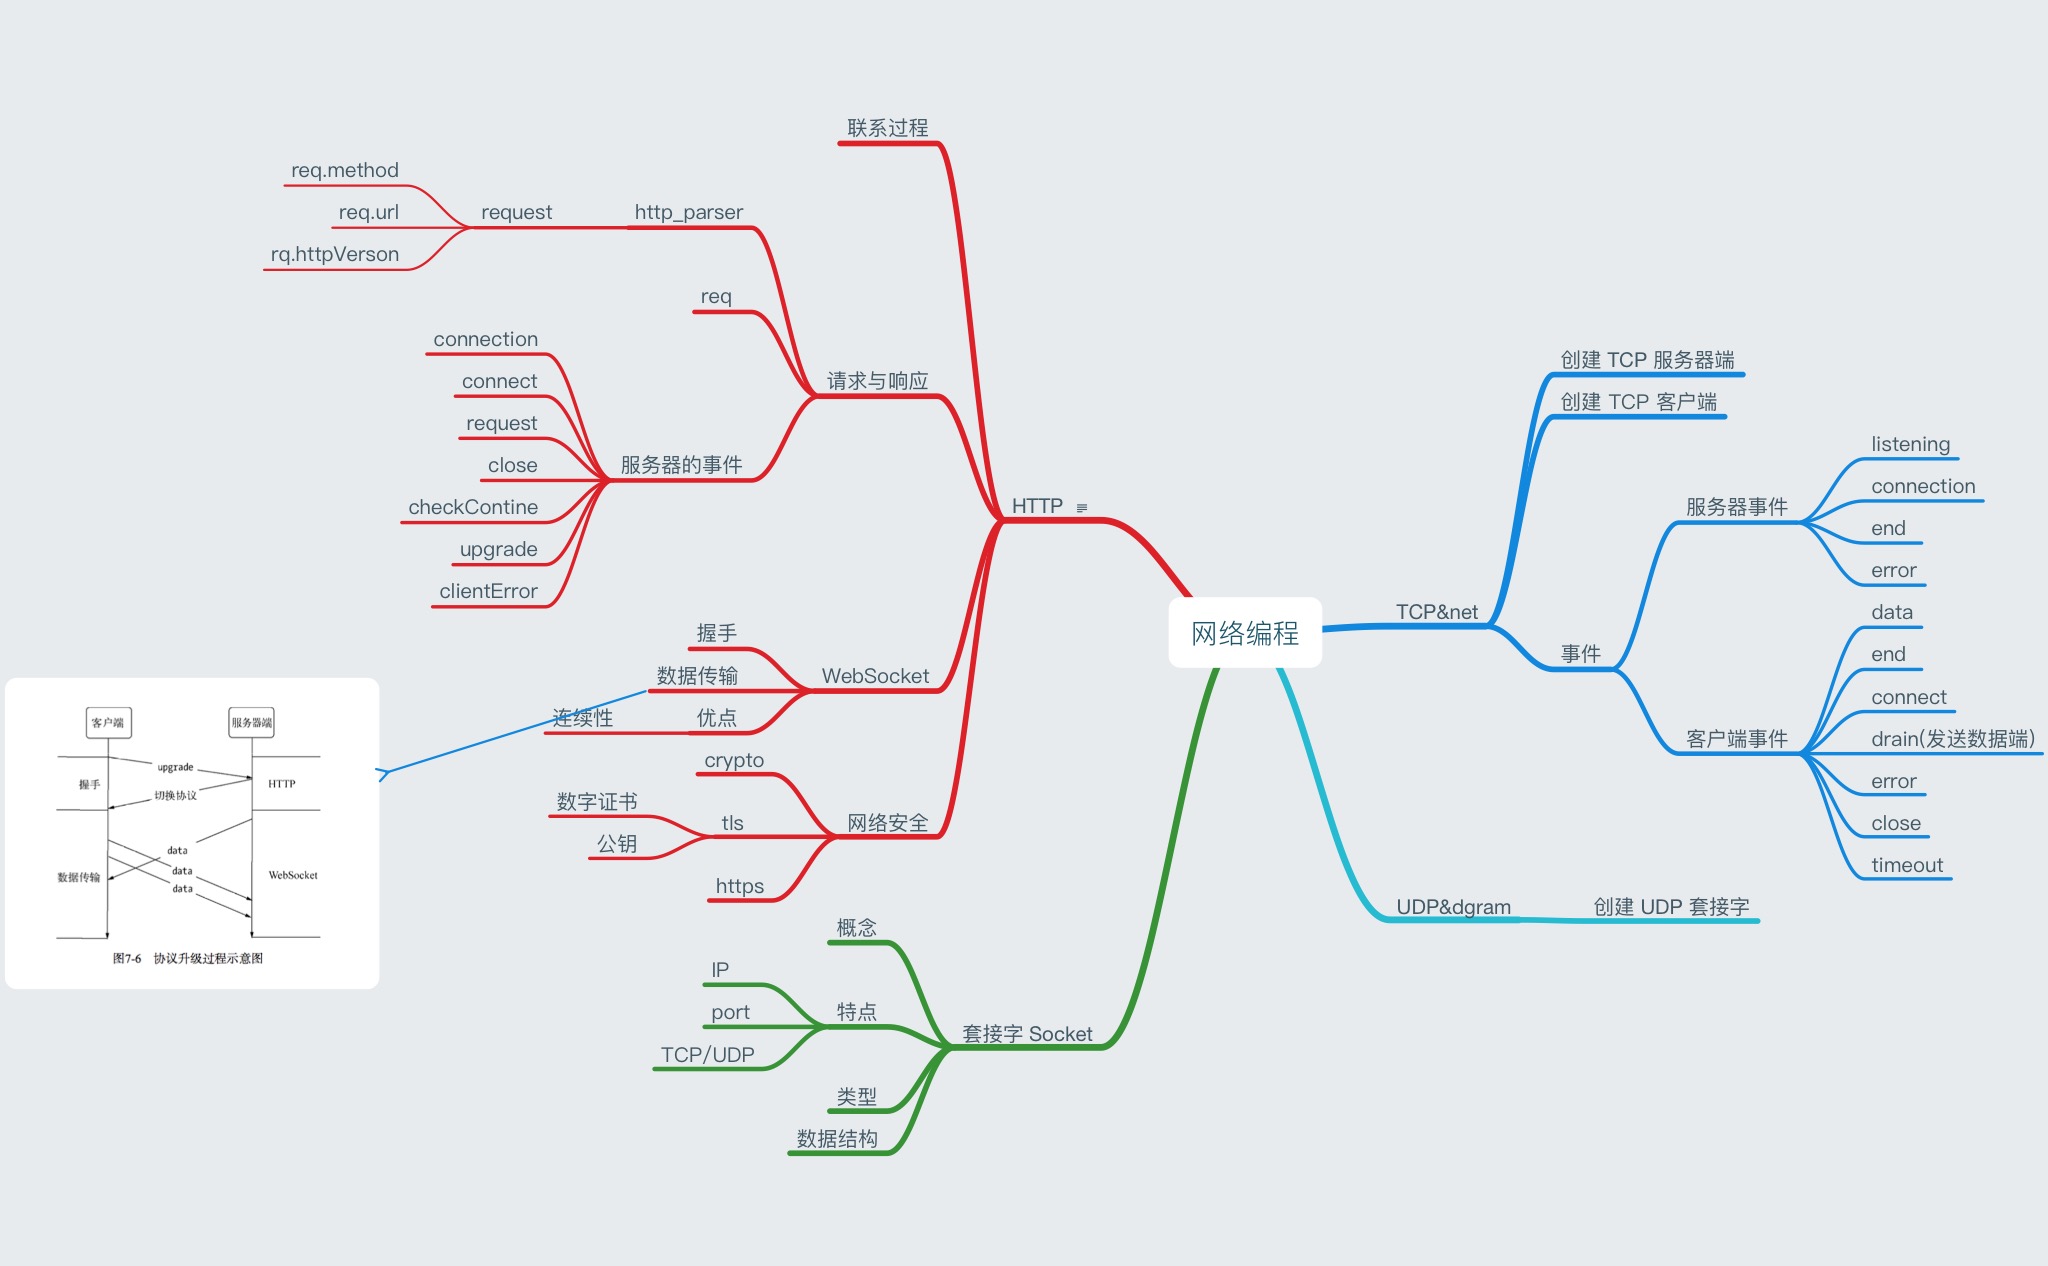 网络编程
HTTP
联系过程
请求与响应
http_parser
request
req.method
req.url
rq.httpVerson
req
服务器的事件
connection
connect
request
close
checkContine
upgrade
clientError
WebSocket
握手
数据传输
优点
连续性
网络安全
crypto
tls
数字证书
公钥
https
客户端
服务器端
upgrade
握手
HTTP
切换协议
data
data
data
数据传输
WebSocket
图7-6 协议升级过程示意图
套接字 Socket
概念
特点
IP
port
TCP/UDP
类型
数据结构
TCP&net
创建 TCP 服务器端
创建 TCP 客户端
事件
服务器事件
listening
connection
end
error
客户端事件
data
end
connect
drain(发送数据端)
error
close
timeout
UDP&dgram
创建 UDP 套接字